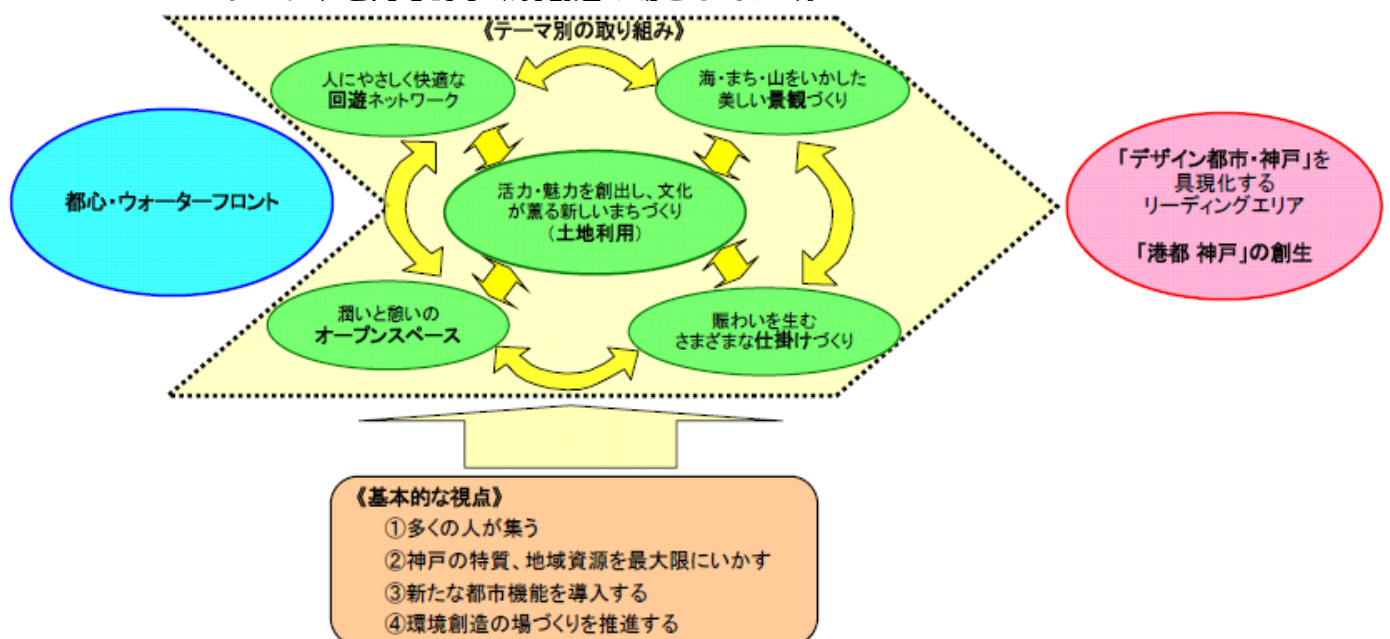 《テーマ別の取り組み》
人にやさしく快適な
回遊ネットワーク
海・まち・山をいかした
美しい景観づくり
都心・ウォーターフロント
活力・魅力を創出し、文化
が薫る新しいまちづくり
（土地利用）
「デザイン都市・神戸」を
具現化する
リーディングエリア
「港都 神戸」の創生
潤いと憩いの
オープンスペース
賑わいを生む
さまざまな仕掛けづくり
《基本的な視点》
①多くの人が集う
②神戸の特質、地域資源を最大限にいかす
③新たな都市機能を導入する
④環境創造の場づくりを推進する